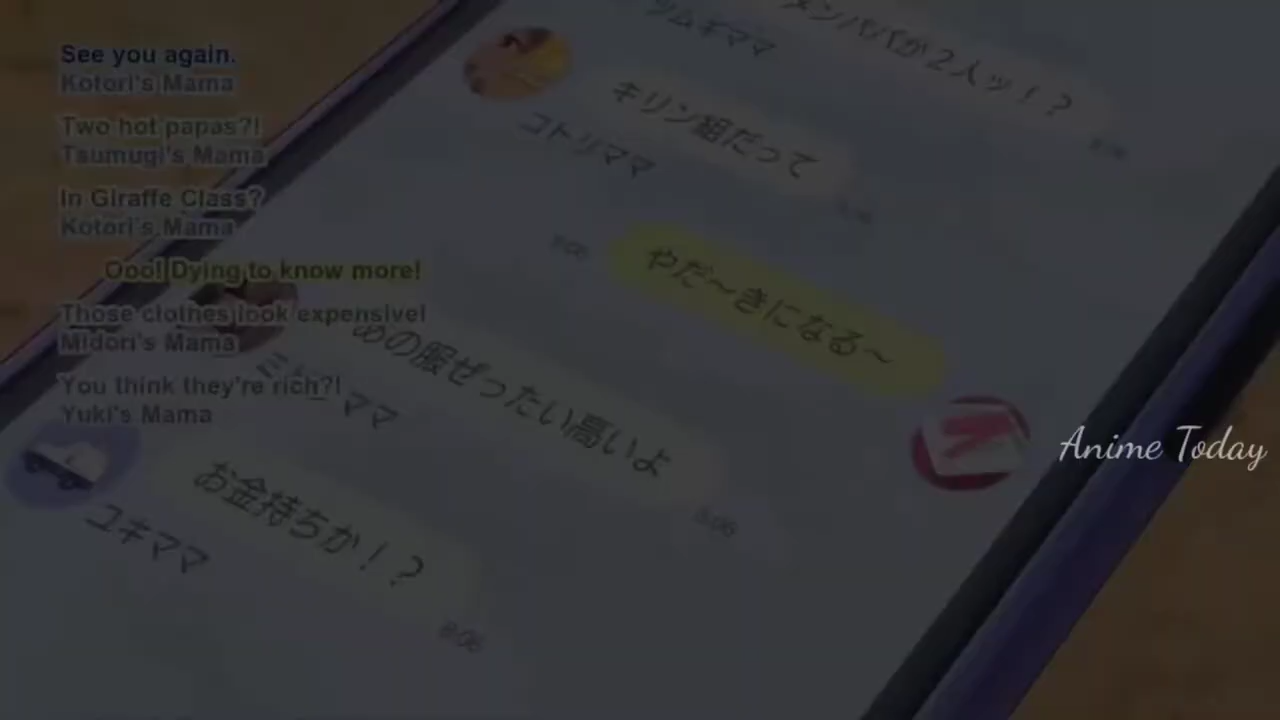 See you again.
Kotori's Mama
Two hot papas?!
Tsumugi's Mama
In Giraffe Class?
Kotori's Mama
Ooo! Dying to know more!
Those clothes look expensive!
Midori's Mama
You think they're rich?!
Yuki's Mama
メンパパが2人ッ!?
ツムギママ
キリン組だって
コトリママ
やだ～きになる～
あの服ぜったい高いよ
ママ
お金持ちか!?
ユキママ
Anime Today